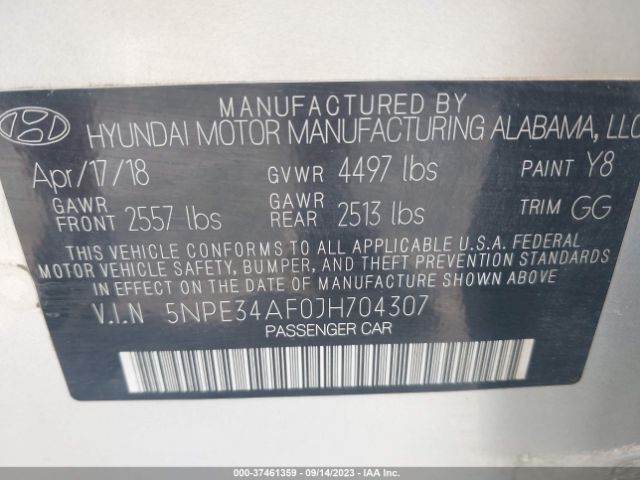 MANUFACTURED BY
HYUNDAI MOTOR MANUFACTURING ALABAMA, LLC
Apr/17/18 GVWR 4497 lbs PAINT Y8
GAWR FRONT 2557 lbs GAWR REAR 2513 lbs TRIM GG
THIS VEHICLE CONFORMS TO ALL APPLICABLE U.S.A. FEDERAL
MOTOR VEHICLE SAFETY, BUMPER, AND THEFT PREVENTION STANDARDS
IN EFFECT ON THE DATE OF MANUFACTURE SHOWN ABOVE.
V.I.N 5NPE34AF0JH704307
PASSENGER CAR
000-37461359 | 09/14/2023 | IAA Inc.